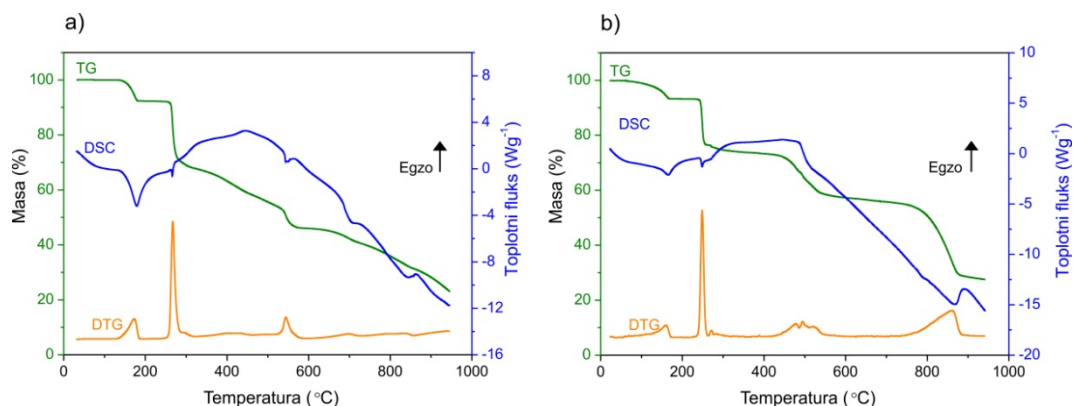 a)
TG
DSC
Egzo
DTG
Masa (%)
100
80
60
40
20
0
8
4
0
-4
-8
-12
-16
Toplotni fluks (Wg⁻¹)
0 200 400 600 800 1000
Temperatura (°C)
b)
TG
DSC
Egzo
DTG
Masa (%)
100
80
60
40
20
0
10
5
0
-5
-10
-15
-20
Toplotni fluks (Wg⁻¹)
0 200 400 600 800 1000
Temperatura (°C)